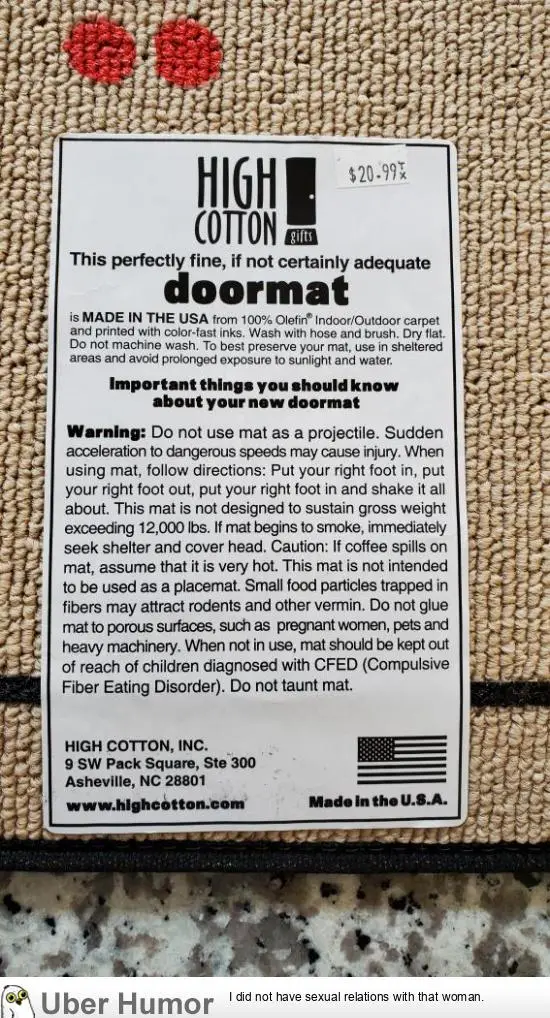 HIGH
COTTON
gifts
$20.99 TX
This perfectly fine, if not certainly adequate
doormat
is MADE IN THE USA from 100% Olefin® Indoor/Outdoor carpet
and printed with color-fast inks. Wash with hose and brush. Dry flat.
Do not machine wash. To best preserve your mat, use in sheltered
areas and avoid prolonged exposure to sunlight and water.
Important things you should know
about your new doormat
Warning: Do not use mat as a projectile. Sudden
acceleration to dangerous speeds may cause injury. When
using mat, follow directions: Put your right foot in, put
your right foot out, put your right foot in and shake it all
about. This mat is not designed to sustain gross weight
exceeding 12,000 lbs. If mat begins to smoke, immediately
seek shelter and cover head. Caution: If coffee spills on
mat, assume that it is very hot. This mat is not intended
to be used as a placemat. Small food particles trapped in
fibers may attract rodents and other vermin. Do not glue
mat to porous surfaces, such as pregnant women, pets and
heavy machinery. When not in use, mat should be kept out
of reach of children diagnosed with CFED (Compulsive
Fiber Eating Disorder). Do not taunt mat.
HIGH COTTON, INC.
9 SW Pack Square, Ste 300
Asheville, NC 28801
www.highcotton.com
Made in the U.S.A.
Uber Humor
I did not have sexual relations with that woman.